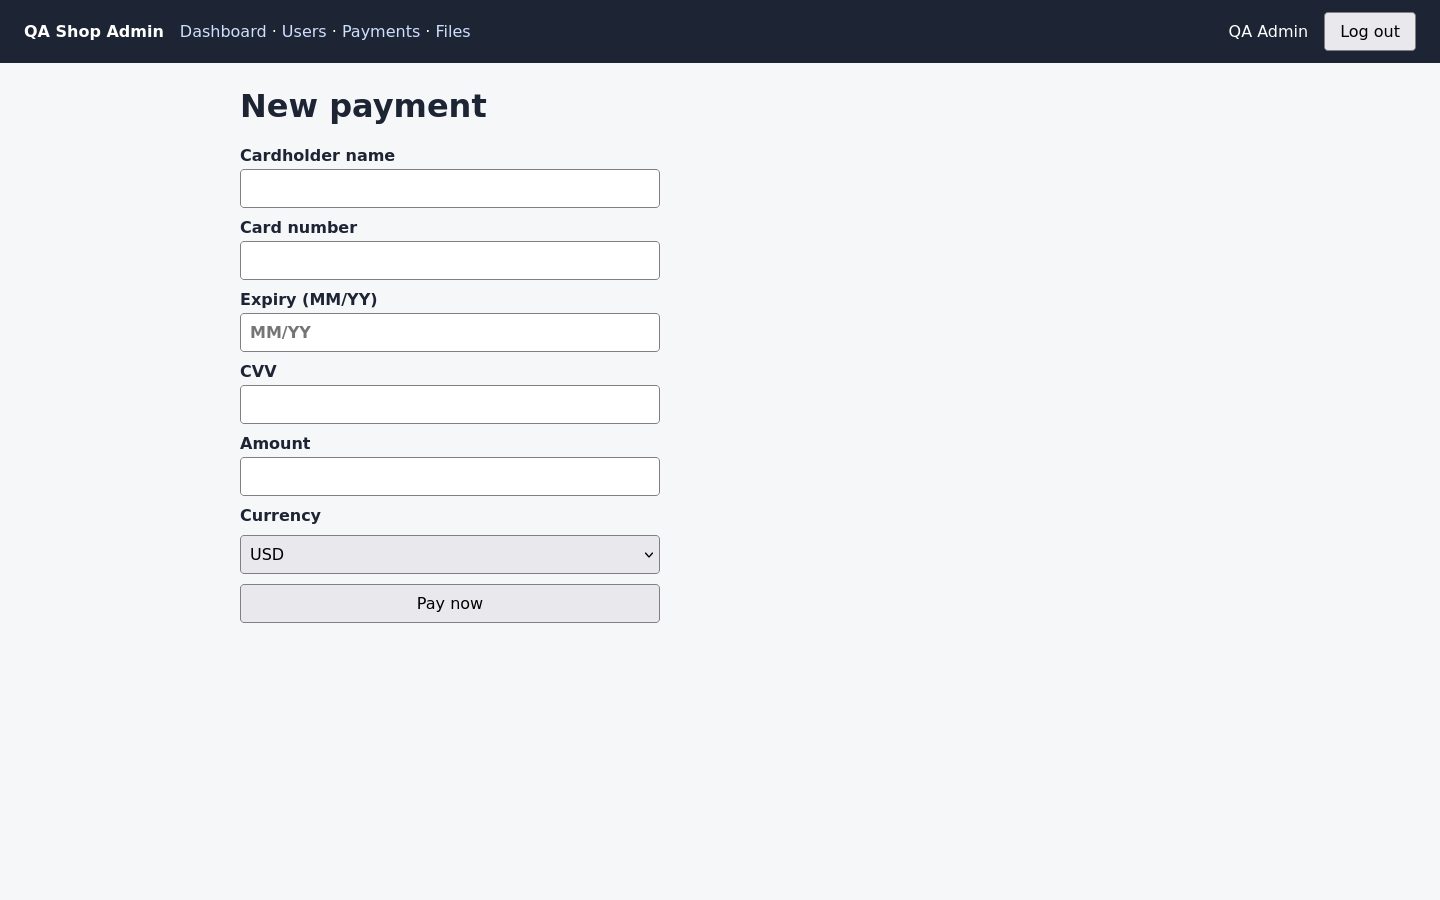 QA Shop Admin Dashboard · Users · Payments · Files QA Admin Log out
New payment
Cardholder name
Card number
Expiry (MM/YY)
MM/YY
CVV
Amount
Currency
USD
Pay now